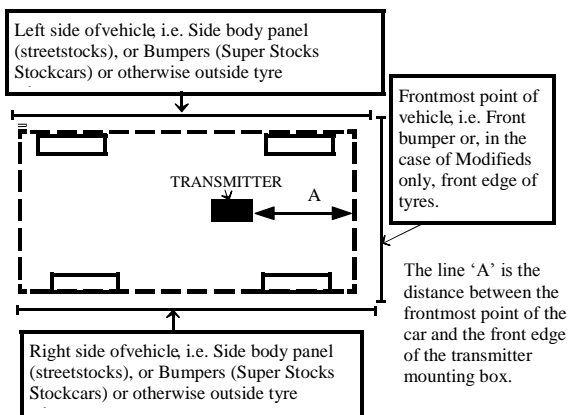 Left side ofvehicle, i.e. Side body panel
(streetstocks), or Bumpers (Super Stocks
Stockcars) or otherwise outside tyre
Frontmost point of
vehicle, i.e. Front
bumper or, in the
case of Modifieds
only, front edge of
tyres.
TRANSMITTER
A
The line ‘A’ is the
distance between the
frontmost point of the
car and the front edge
of the transmitter
mounting box.
Right side ofvehicle, i.e. Side body panel
(streetstocks), or Bumpers (Super Stocks
Stockcars) or otherwise outside tyre